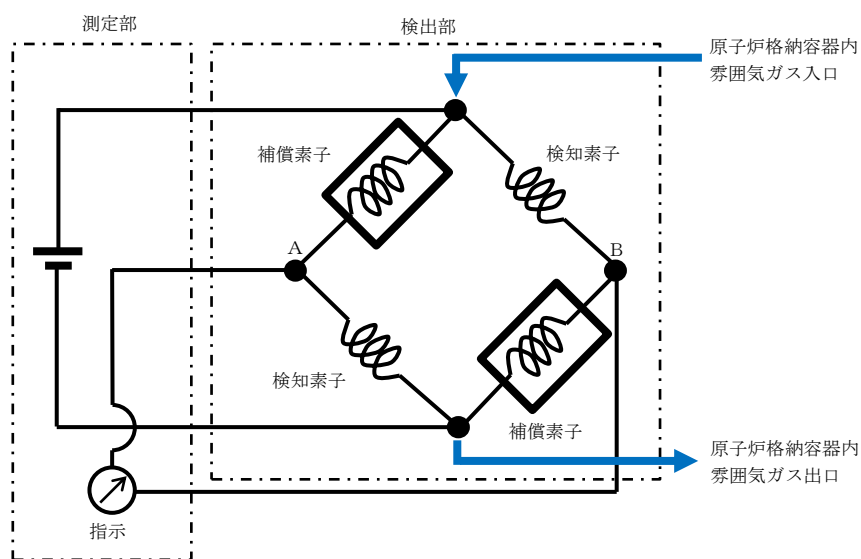 測定部
検出部
原子炉格納容器内
雰囲気ガス入口
補償素子
検知素子
A
B
検知素子
補償素子
原子炉格納容器内
雰囲気ガス出口
指示